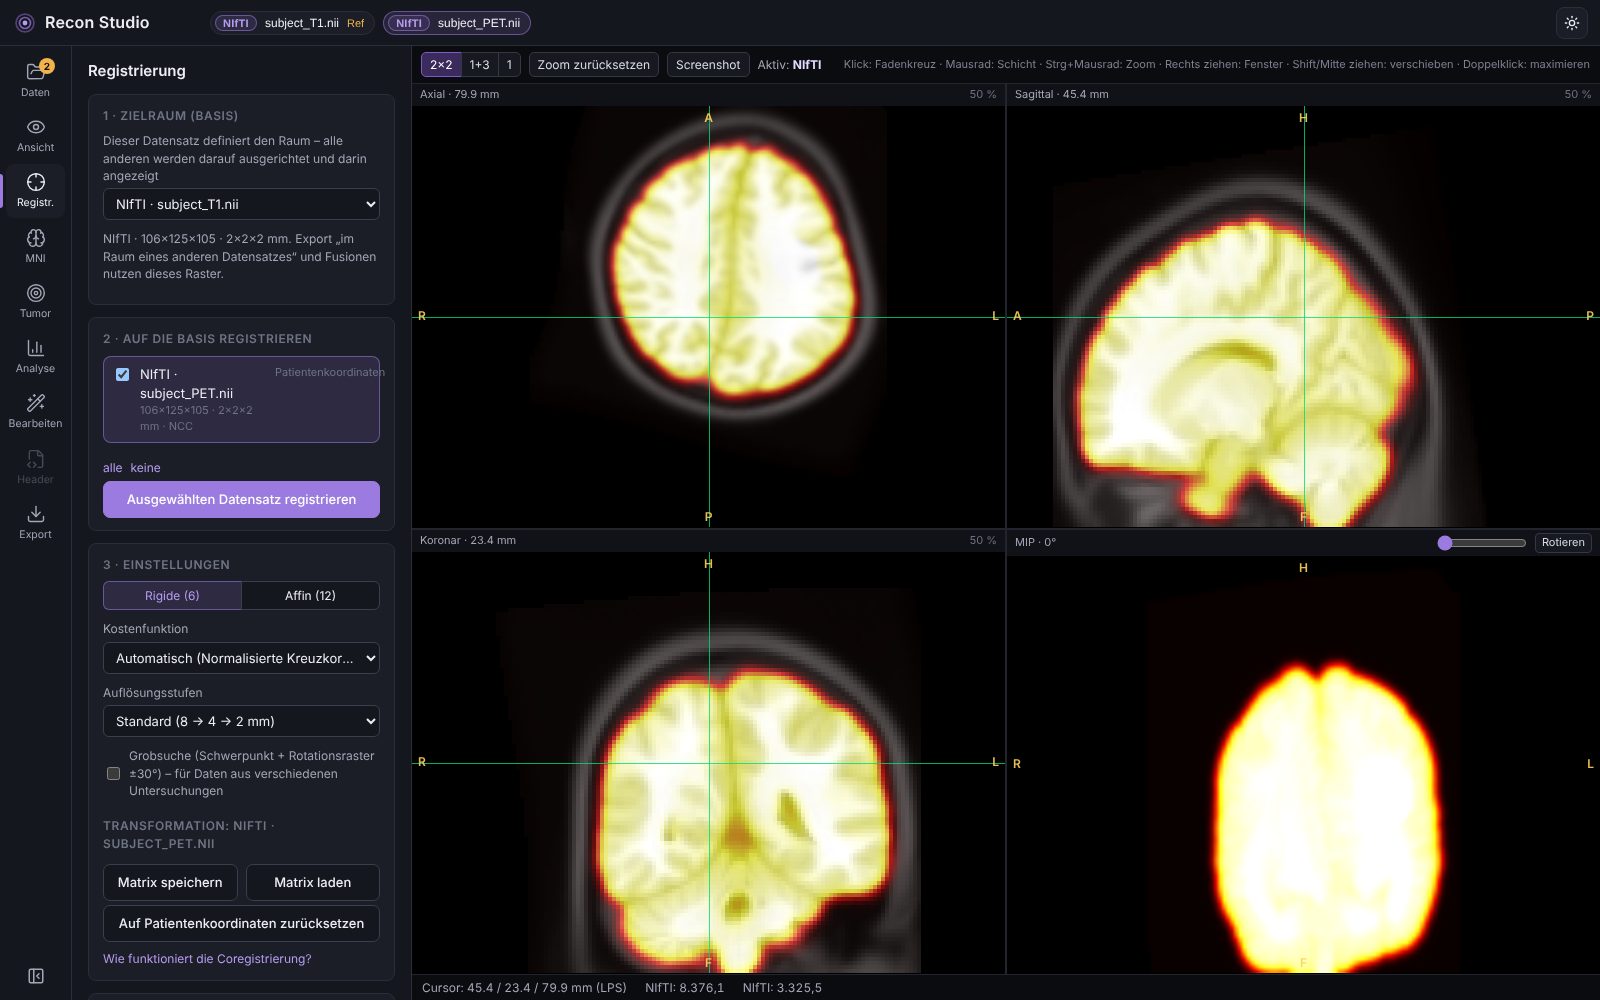 Recon Studio
NIfTI subject_T1.nii Ref
NIfTI subject_PET.nii
2
Daten
Ansicht
Registr.
MNI
Tumor
Analyse
Bearbeiten
Header
Export
Registrierung
1 · ZIELRAUM (BASIS)
Dieser Datensatz definiert den Raum – alle
anderen werden darauf ausgerichtet und darin
angezeigt
NIfTI · subject_T1.nii
NIfTI · 106×125×105 · 2×2×2 mm. Export „im
Raum eines anderen Datensatzes“ und Fusionen
nutzen dieses Raster.
2 · AUF DIE BASIS REGISTRIEREN
NIfTI ·
subject_PET.nii
Patientenkoordinaten
106×125×105 · 2×2×2
mm · NCC
alle keine
Ausgewählten Datensatz registrieren
3 · EINSTELLUNGEN
Rigide (6) Affin (12)
Kostenfunktion
Automatisch (Normalisierte Kreuzkor...
Auflösungsstufen
Standard (8 → 4 → 2 mm)
Grobsuche (Schwerpunkt + Rotationsraster
±30°) – für Daten aus verschiedenen
Untersuchungen
TRANSFORMATION: NIFTI ·
SUBJECT_PET.NII
Matrix speichern Matrix laden
Auf Patientenkoordinaten zurücksetzen
Wie funktioniert die Coregistrierung?
2×2 1+3 1 Zoom zurücksetzen Screenshot Aktiv: NIfTI Klick: Fadenkreuz · Mausrad: Schicht · Strg+Mausrad: Zoom · Rechts ziehen: Fenster · Shift/Mitte ziehen: verschieben · Doppelklick: maximieren
Axial · 79.9 mm 50 %
A
R L
P
Sagittal · 45.4 mm 50 %
H
A P
F
Koronar · 23.4 mm 50 %
H
R L
F
MIP · 0° Rotieren
H
R L
F
Cursor: 45.4 / 23.4 / 79.9 mm (LPS) NIfTI: 8.376,1 NIfTI: 3.325,5